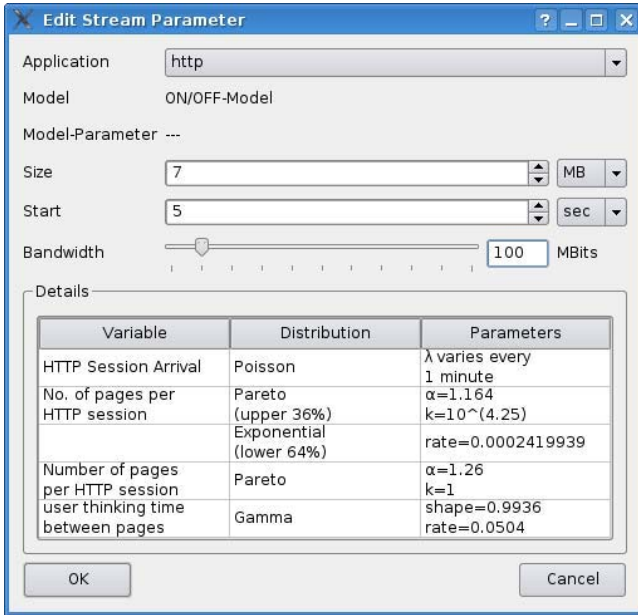 Edit Stream Parameter
Application http
Model ON/OFF-Model
Model-Parameter ---
Size 7 MB
Start 5 sec
Bandwidth 100 MBits
Details
Variable Distribution Parameters
HTTP Session Arrival Poisson λ varies every
1 minute
No. of pages per
HTTP session
Pareto
(upper 36%)
α=1.164
k=10^(4.25)
Exponential
(lower 64%)
rate=0.0002419939
Number of pages
per HTTP session
Pareto
α=1.26
k=1
user thinking time
between pages
Gamma
shape=0.9936
rate=0.0504
OK Cancel